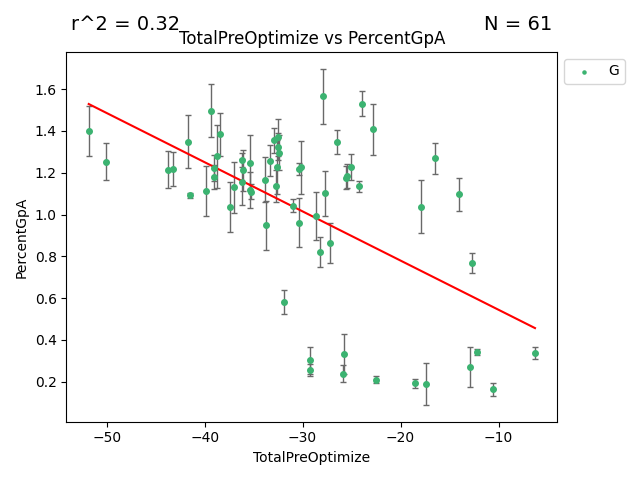 r^2 = 0.32
N = 61
TotalPreOptimize vs PercentGpA
G
PercentGpA
1.6
1.4
1.2
1.0
0.8
0.6
0.4
0.2
−50
−40
−30
−20
−10
TotalPreOptimize